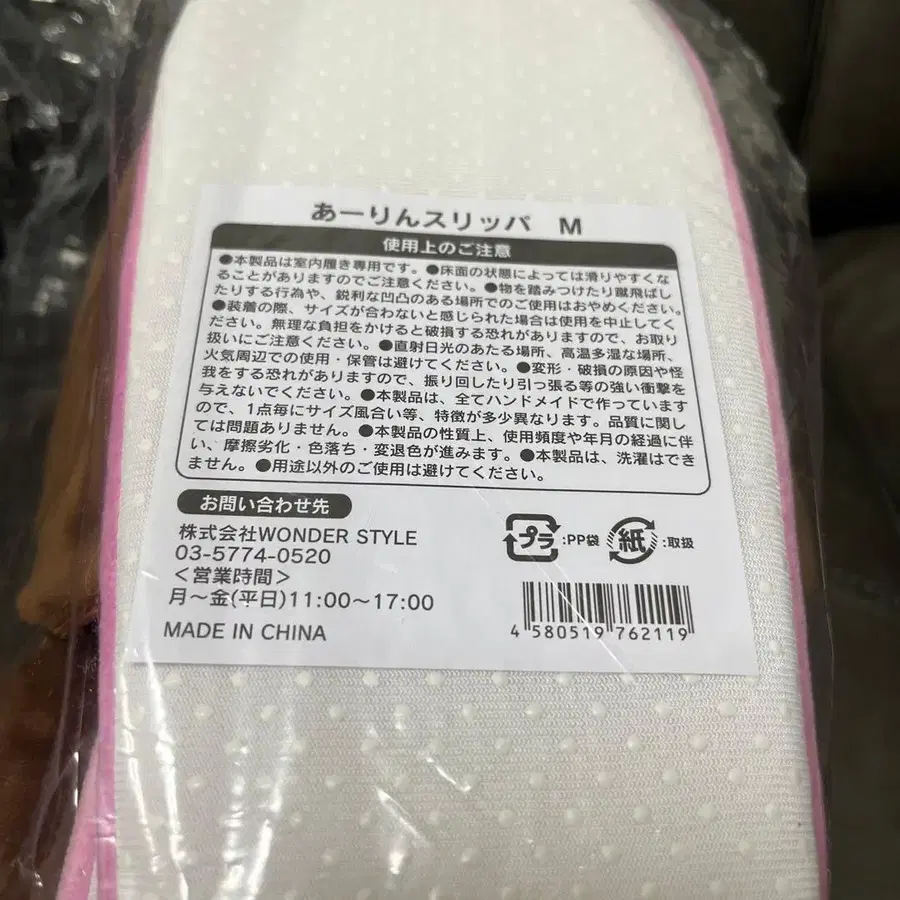 あーりんスリッパ M
使用上のご注意
●本製品は室内履き専用です。●床面の状態によっては滑りやすくな
ることがありますのでご注意ください。●物を踏みつけたり蹴飛ばし
たりする行為や、鋭利な凹凸のある場所でのご使用はおやめください。
●装着の際、サイズが合わないと感じられた場合は使用を中止してく
ださい。無理な負担をかけると破損する恐れがありますので、お取り
扱いにご注意ください。●直射日光のあたる場所、高温多湿な場所、
火気周辺での使用・保管は避けてください。●変形・破損の原因や怪
我をする恐れがありますので、振り回したり引っ張る等の強い衝撃を
与えないでください。●本製品は、全てハンドメイドで作っています
ので、1点毎にサイズ風合い等、特徴が多少異なります。品質に関し
ては問題ありません。●本製品の性質上、使用頻度や年月の経過に伴
い、摩擦劣化・色落ち・変退色が進みます。●本製品は、洗濯はでき
ません。●用途以外のご使用は避けてください。
お問い合わせ先
株式会社WONDER STYLE
03-5774-0520
＜営業時間＞
月～金(平日)11:00～17:00
MADE IN CHINA
プラ :PP袋 紙 :取扱
4 580519 762119